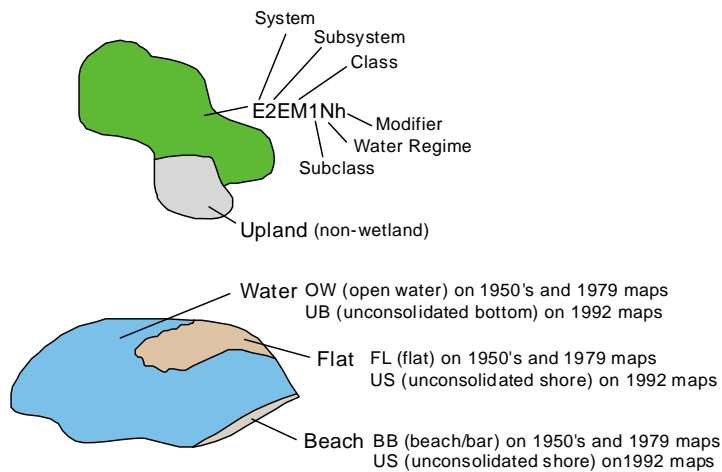 System
Subsystem
Class
E2EM1Nh
Modifier
Water Regime
Subclass
Upland (non-wetland)
Water OW (open water) on 1950's and 1979 maps
UB (unconsolidated bottom) on 1992 maps
Flat FL (flat) on 1950's and 1979 maps
US (unconsolidated shore) on 1992 maps
Beach BB (beach/bar) on 1950's and 1979 maps
US (unconsolidated shore) on1992 maps